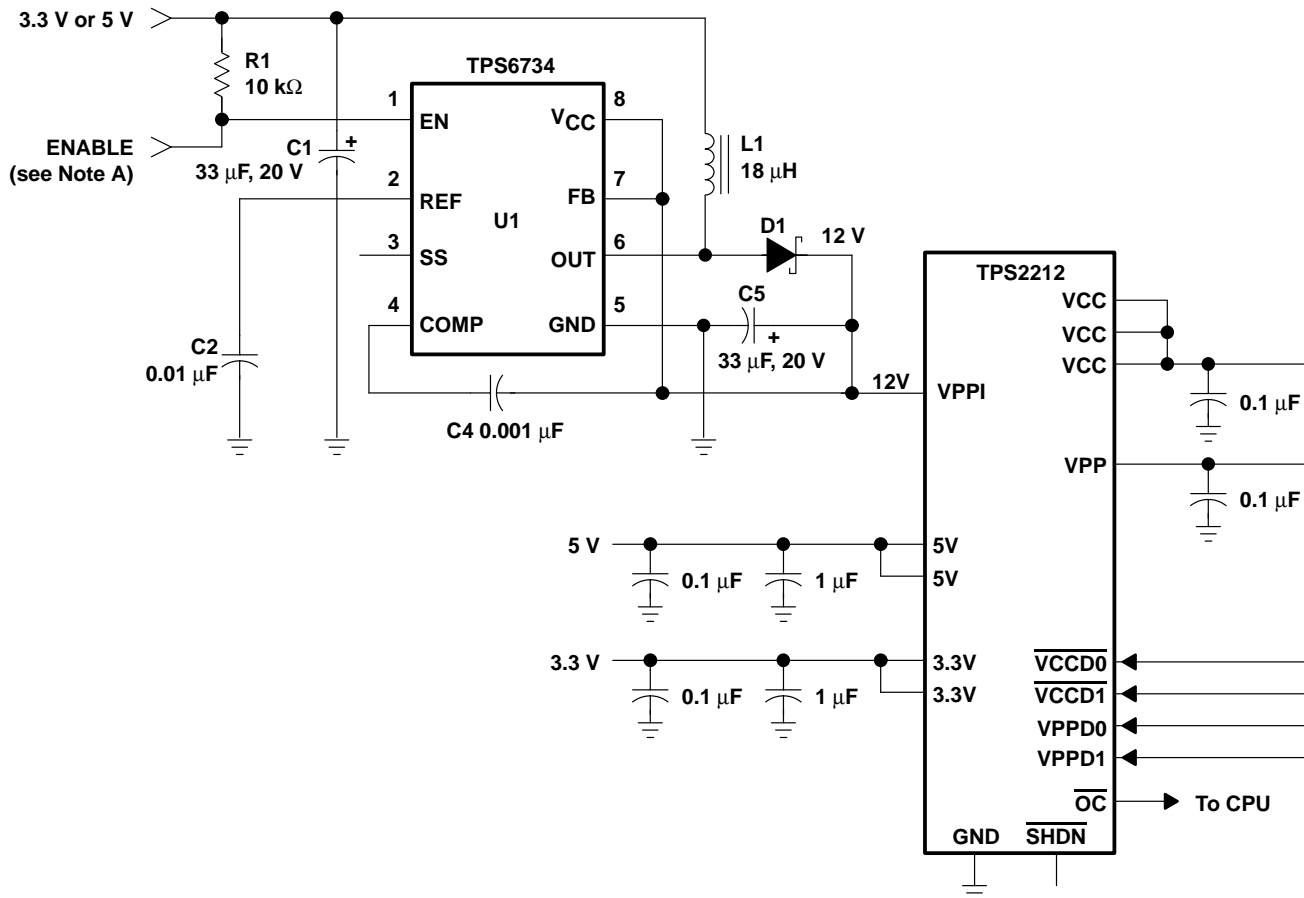 3.3 V or 5 V
R1
10 kΩ
TPS6734
1
8
EN
VCC
ENABLE
(see Note A)
C1
+
33 μF, 20 V
L1
18 μH
2
7
REF
FB
U1
D1
12 V
3
6
SS
OUT
TPS2212
4
5
COMP
GND
C5
+
33 μF, 20 V
VCC
VCC
VCC
C2
0.01 μF
12V
VPPI
0.1 μF
C4 0.001 μF
VPP
0.1 μF
5 V
5V
5V
0.1 μF
1 μF
3.3 V
3.3V
3.3V
0.1 μF
1 μF
VCCD0
VCCD1
VPPD0
VPPD1
OC
To CPU
GND
SHDN